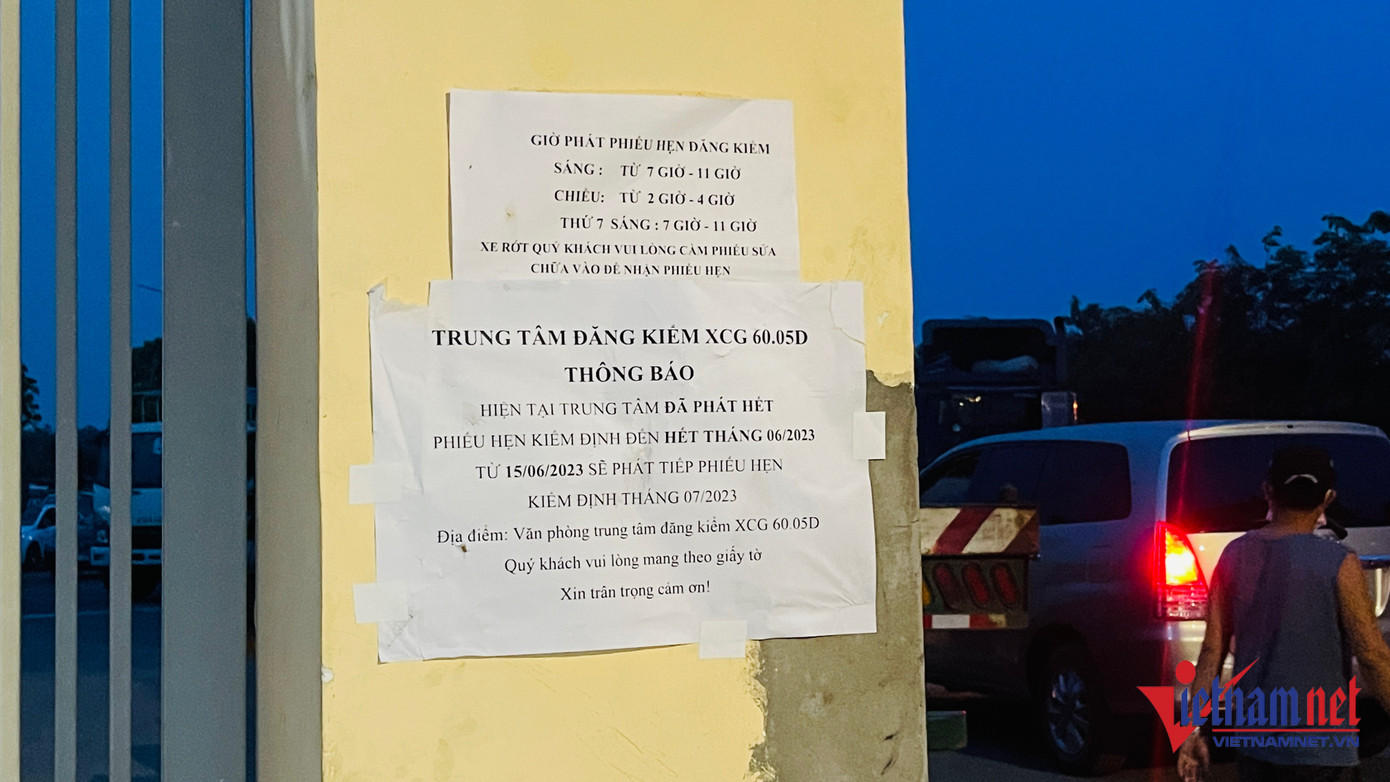 GIỜ PHÁT PHIẾU HẸN ĐĂNG KIỂM
SÁNG : TỪ 7 GIỜ - 11 GIỜ
CHIỀU: TỪ 2 GIỜ - 4 GIỜ
THỨ 7 SÁNG : 7 GIỜ - 11 GIỜ
XE RỚT QUÝ KHÁCH VUI LÒNG CẦM PHIẾU SỬA
CHỮA VÀO ĐỂ NHẬN PHIẾU HẸN
TRUNG TÂM ĐĂNG KIỂM XCG 60.05D
THÔNG BÁO
HIỆN TẠI TRUNG TÂM ĐÃ PHÁT HẾT
PHIẾU HẸN KIỂM ĐỊNH ĐẾN HẾT THÁNG 06/2023
TỪ 15/06/2023 SẼ PHÁT TIẾP PHIẾU HẸN
KIỂM ĐỊNH THÁNG 07/2023
Địa điểm: Văn phòng trung tâm đăng kiểm XCG 60.05D
Quý khách vui lòng mang theo giấy tờ
Xin trân trọng cảm ơn!
Vietnamnet
VIETNAMNET.VN